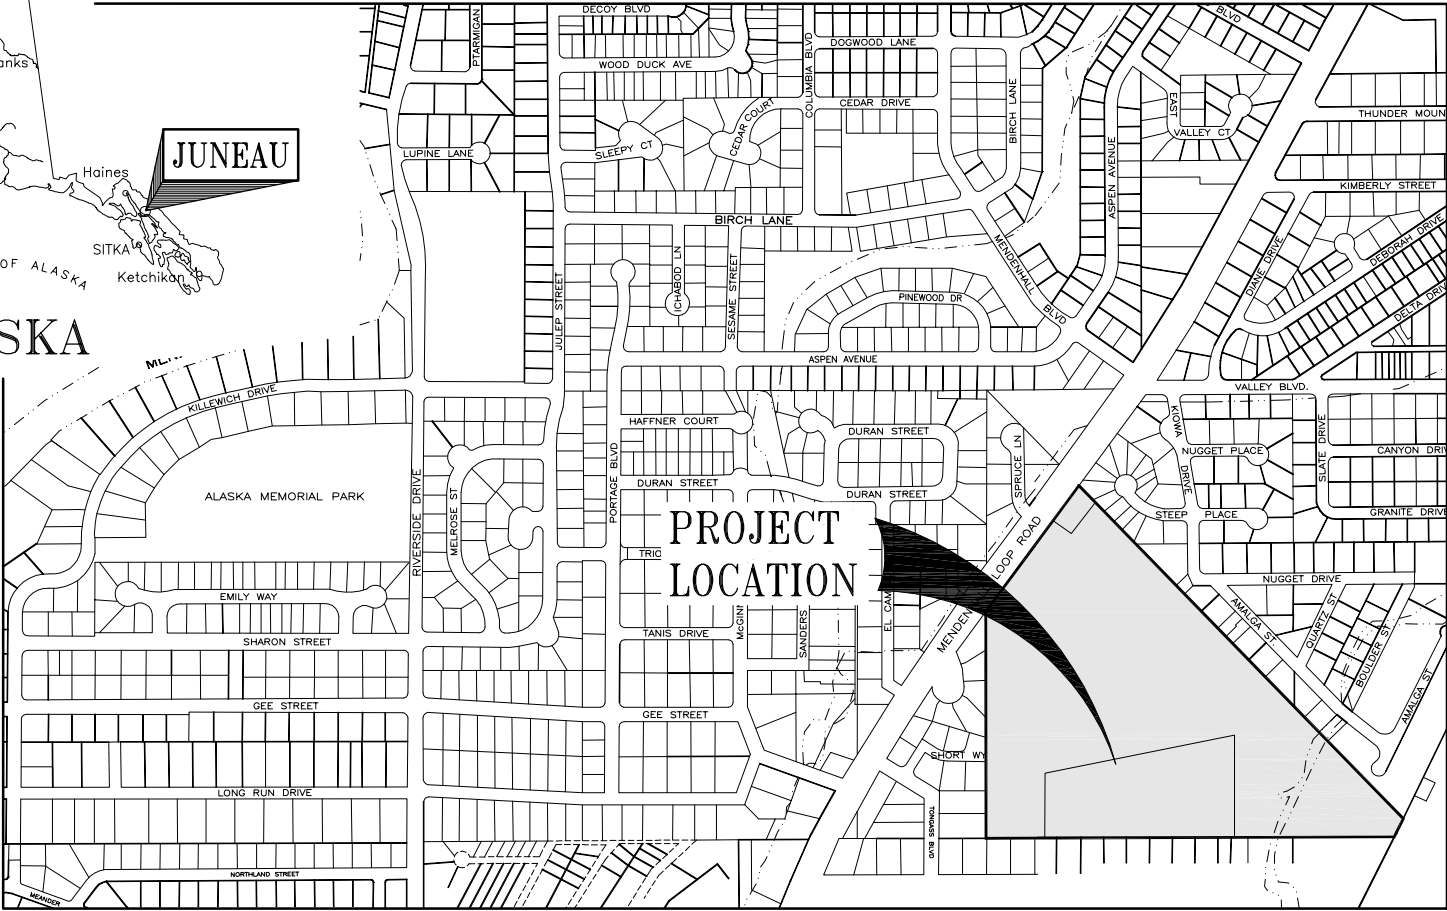 DECOY BLVD
PTARMIGAN
WOOD DUCK AVE
COLUMBIA BLVD
DOGWOOD LANE
BLVD
anks
CEDAR DRIVE
CEDAR COURT
BIRCH LANE
EAST
VALLEY CT
THUNDER MOUN
JUNEAU
LUPINE LANE
SLEEPY CT
ASPEN AVENUE
Haines
KIMBERLY STREET
BIRCH LANE
SITKA
ICHABOD LN
SESAME STREET
MENDENHALL
BLVD
DIANE DRIVE
DEBORAH DRIVE
OF ALASKA
Ketchikan
JULEP STREET
PINEWOOD DR
DELTA DRIV
SKA
ASPEN AVENUE
KILLEWICH DRIVE
VALLEY BLVD.
HAFFNER COURT
DURAN STREET
SPRUCE LN
KIOWA
DRIVE
NUGGET PLACE
SLATE DRIVE
CANYON DRIV
ALASKA MEMORIAL PARK
RIVERSIDE DRIVE
MELROSE ST
PORTAGE BLVD
DURAN STREET
DURAN STREET
STEEP PLACE
GRANITE DRIVE
PROJECT
LOCATION
TRIC
LOOP ROAD
MENDEN
EL CAM
NUGGET DRIVE
EMILY WAY
AMALGA ST
QUARTZ ST
BOULDER ST
SHARON STREET
TANIS DRIVE
McGINN
SANDERS
GEE STREET
GEE STREET
AMALGA ST
SHORT WY
LONG RUN DRIVE
TONGASS BLVD
NORTHLAND STREET
MEANDER